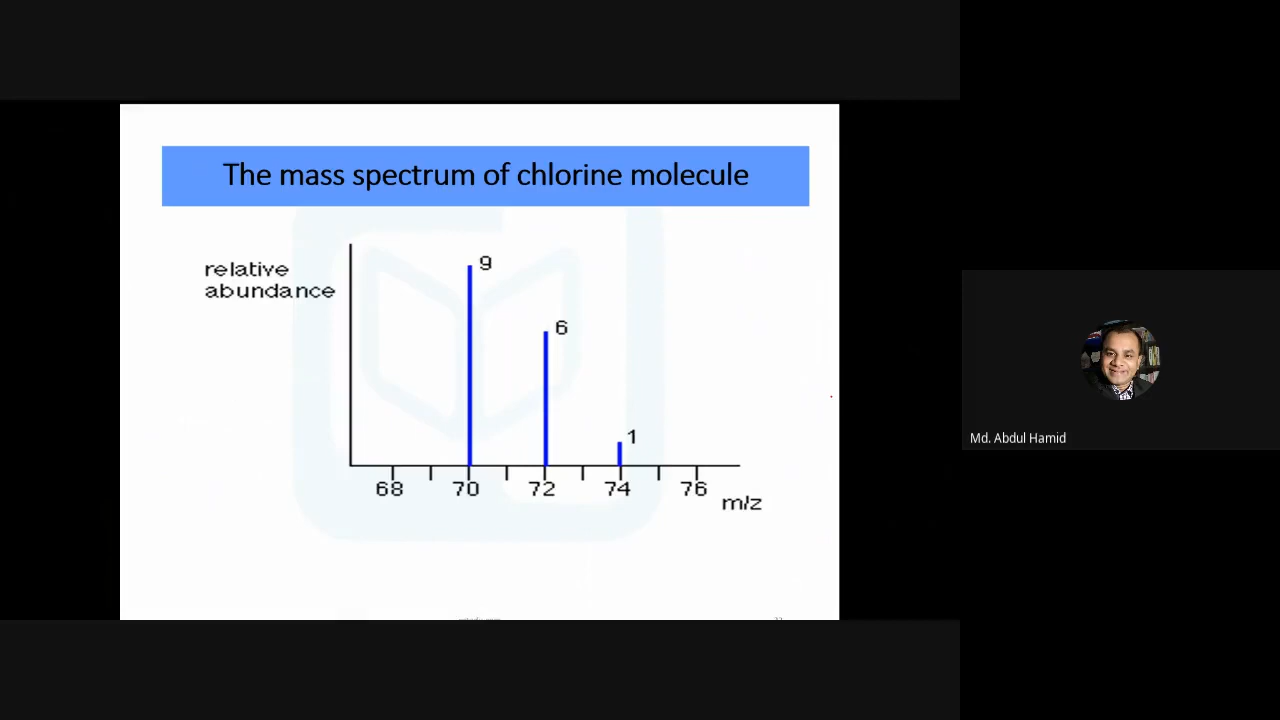 The mass spectrum of chlorine molecule
relative
abundance
9
6
1
68 70 72 74 76
m/z
Md. Abdul Hamid